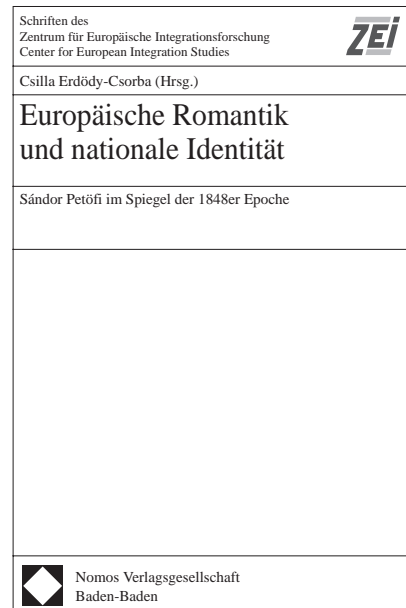 Schriften des
Zentrum für Europäische Integrationsforschung
Center for European Integration Studies
ZEI
Csilla Erdödy-Csorba (Hrsg.)
Europäische Romantik
und nationale Identität
Sándor Petöfi im Spiegel der 1848er Epoche
Nomos Verlagsgesellschaft
Baden-Baden